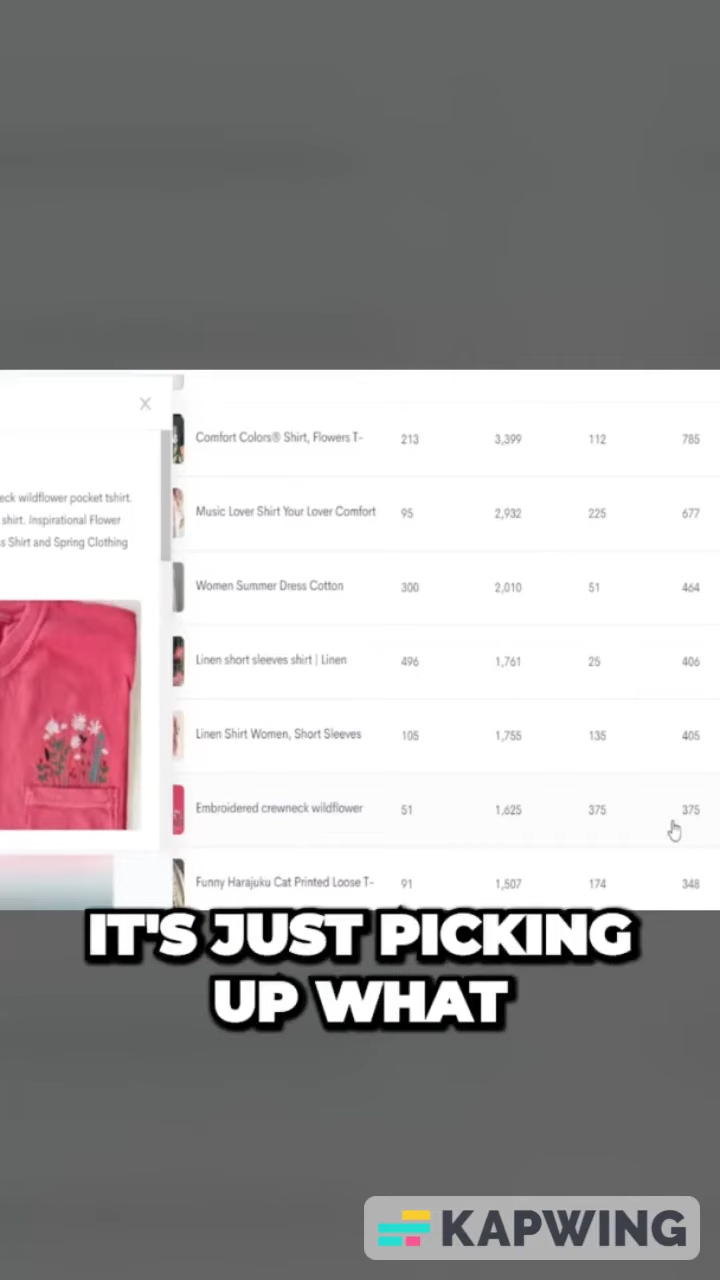 eck wildflower pocket tshirt.
shirt. Inspirational Flower
s Shirt and Spring Clothing
Comfort Colors® Shirt, Flowers T- 213 3,399 112 785
Music Lover Shirt Your Lover Comfort 95 2,932 225 677
Women Summer Dress Cotton 300 2,010 51 464
Linen short sleeves shirt | Linen 496 1,761 25 406
Linen Shirt Women, Short Sleeves 105 1,755 135 405
Embroidered crewneck wildflower 51 1,625 375 375
Funny Harajuku Cat Printed Loose T- 91 1,507 174 348
IT'S JUST PICKING
UP WHAT
KAPWING